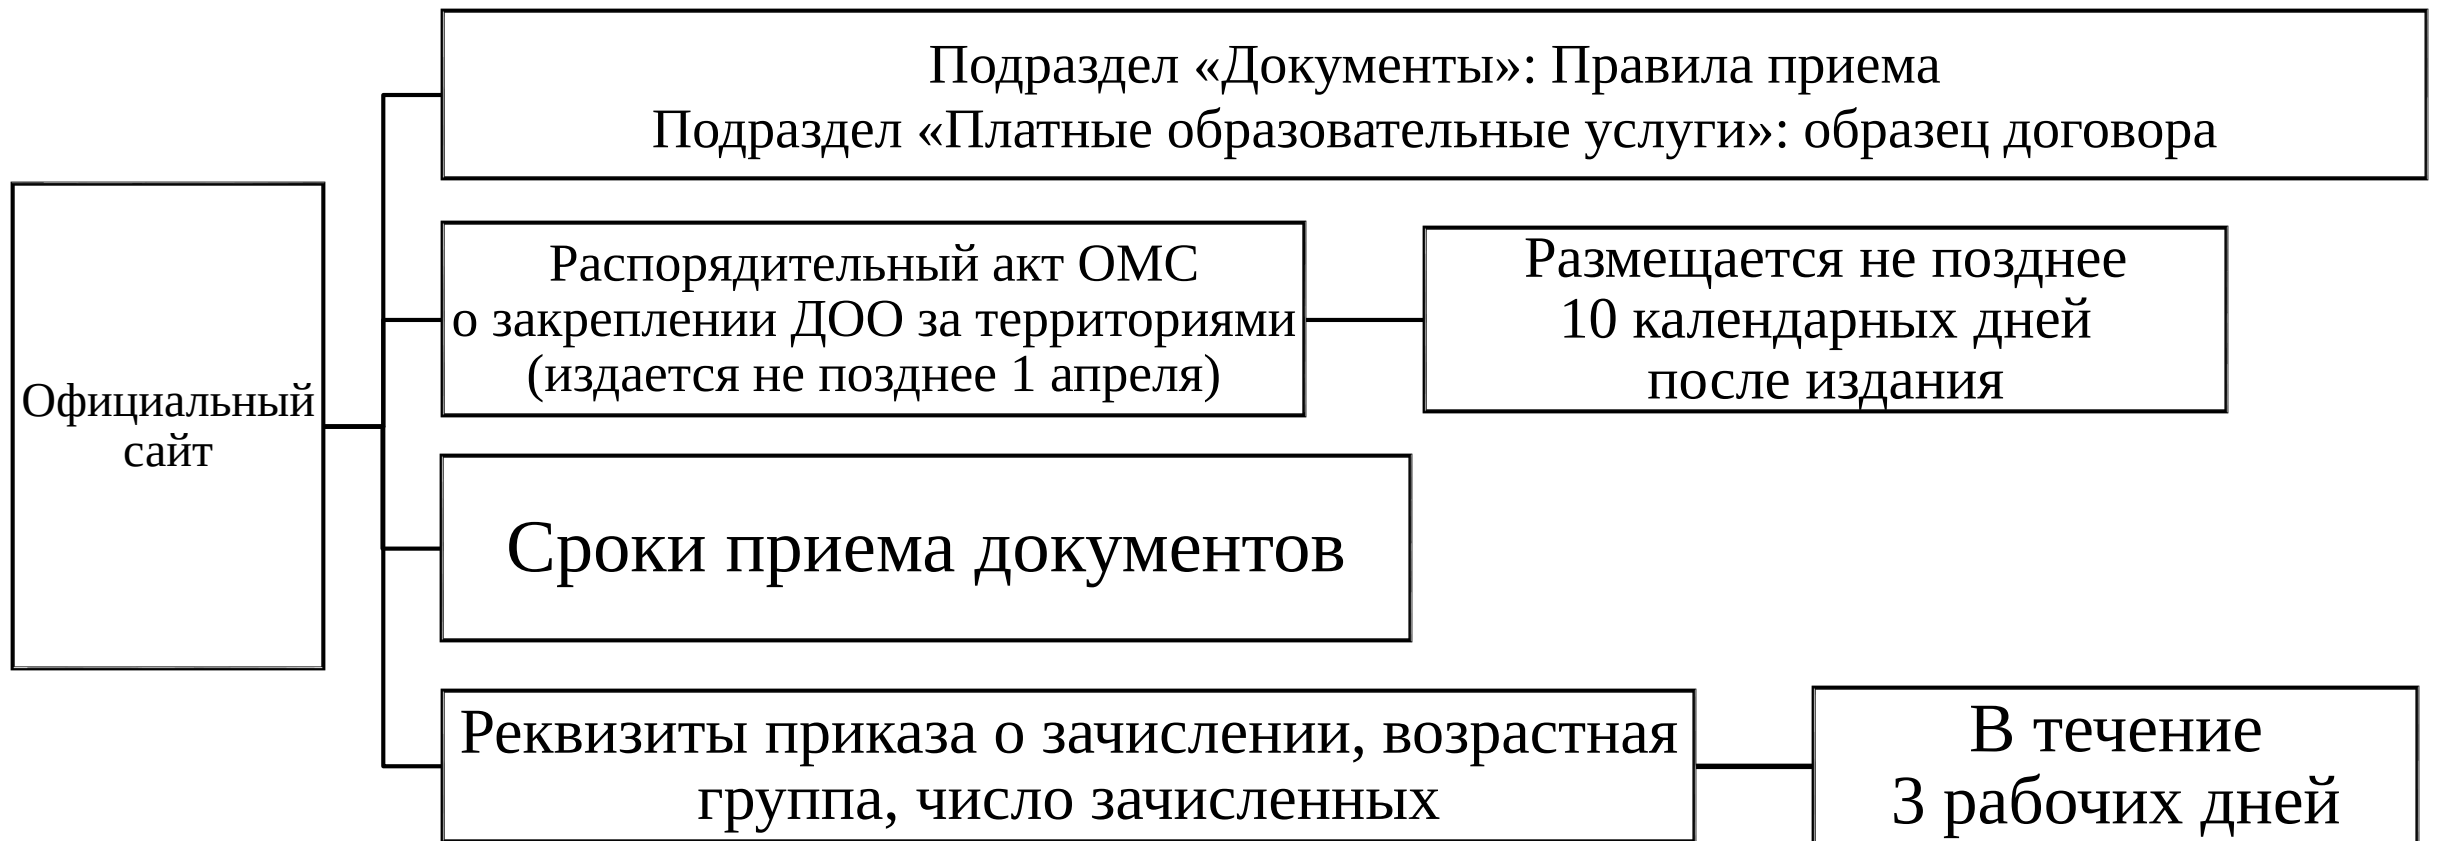 Подраздел «Документы»: Правила приема
Подраздел «Платные образовательные услуги»: образец договора
Официальный
сайт
Распорядительный акт ОМС
о закреплении ДОО за территориями
(издается не позднее 1 апреля)
Размещается не позднее
10 календарных дней
после издания
Сроки приема документов
Реквизиты приказа о зачислении, возрастная
группа, число зачисленных
В течение
3 рабочих дней